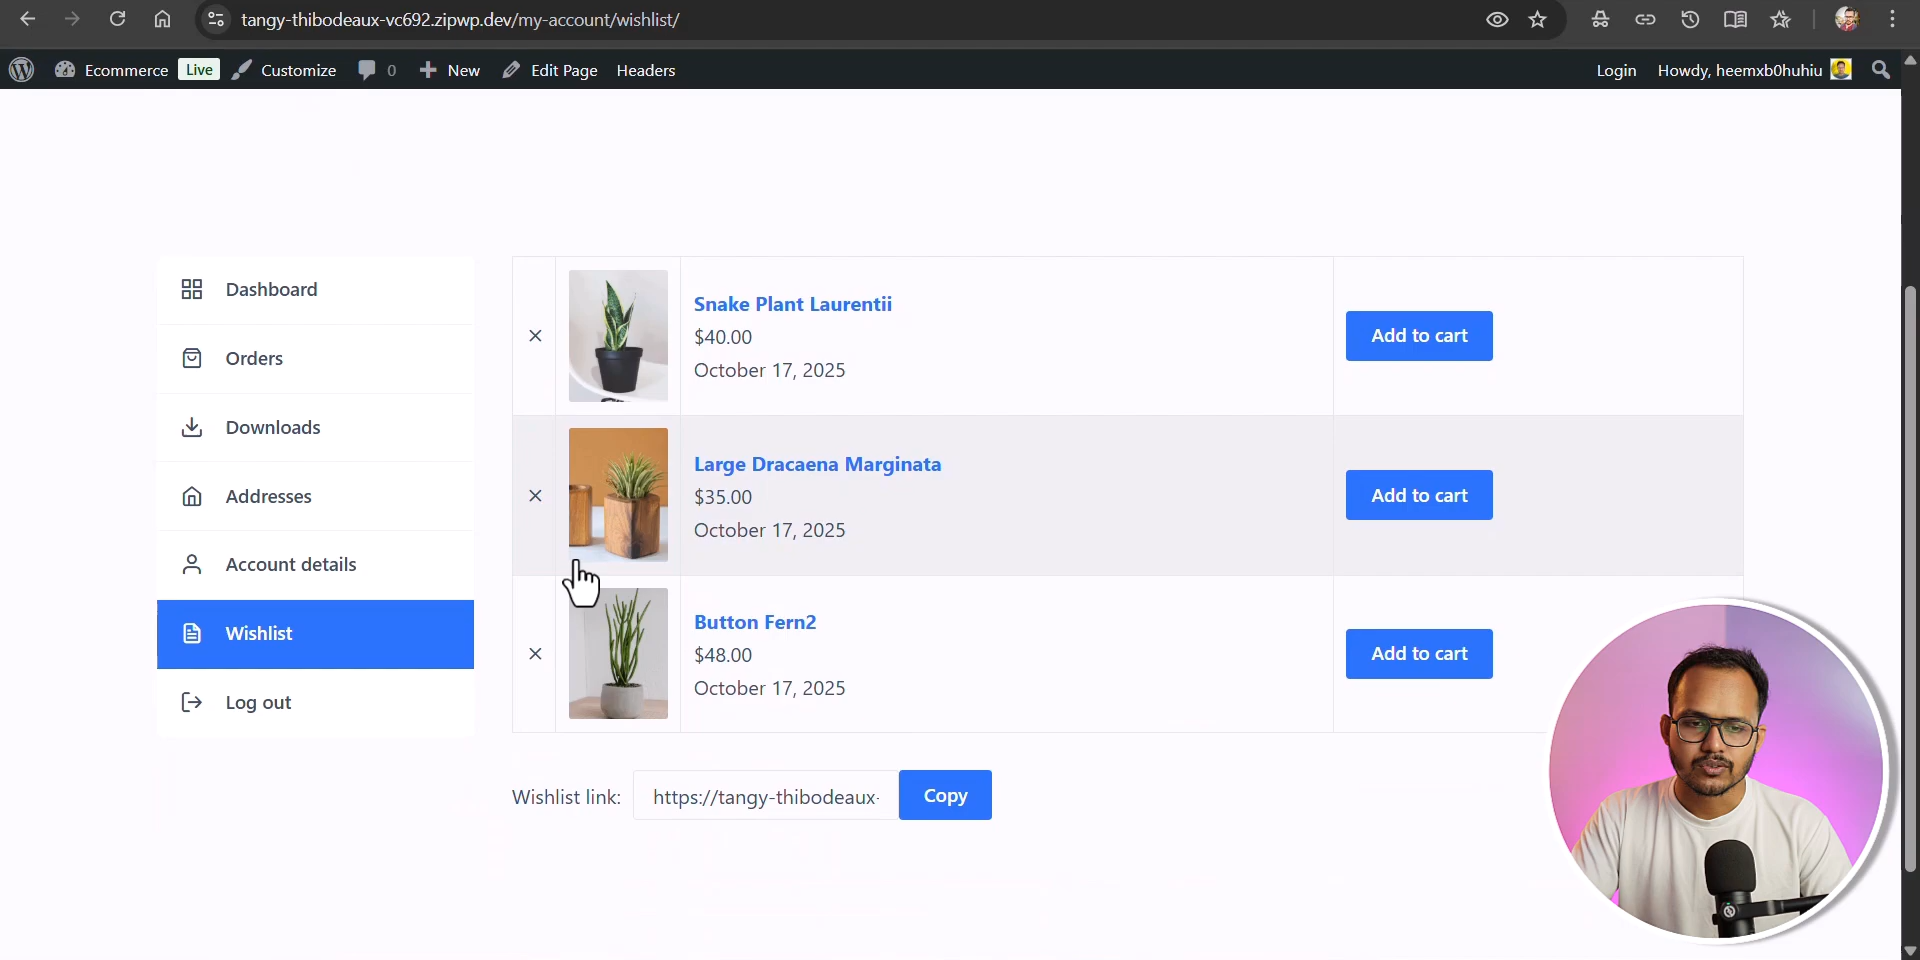 tangy-thibodeaux-vc692.zipwp.dev/my-account/wishlist/
Ecommerce Live Customize 0 New Edit Page Headers Login Howdy, heemxb0huhiu
Dashboard
Orders
Downloads
Addresses
Account details
Wishlist
Log out
Snake Plant Laurentii
$40.00
October 17, 2025
Add to cart
Large Dracaena Marginata
$35.00
October 17, 2025
Add to cart
Button Fern2
$48.00
October 17, 2025
Add to cart
Wishlist link: https://tangy-thibodeaux- Copy